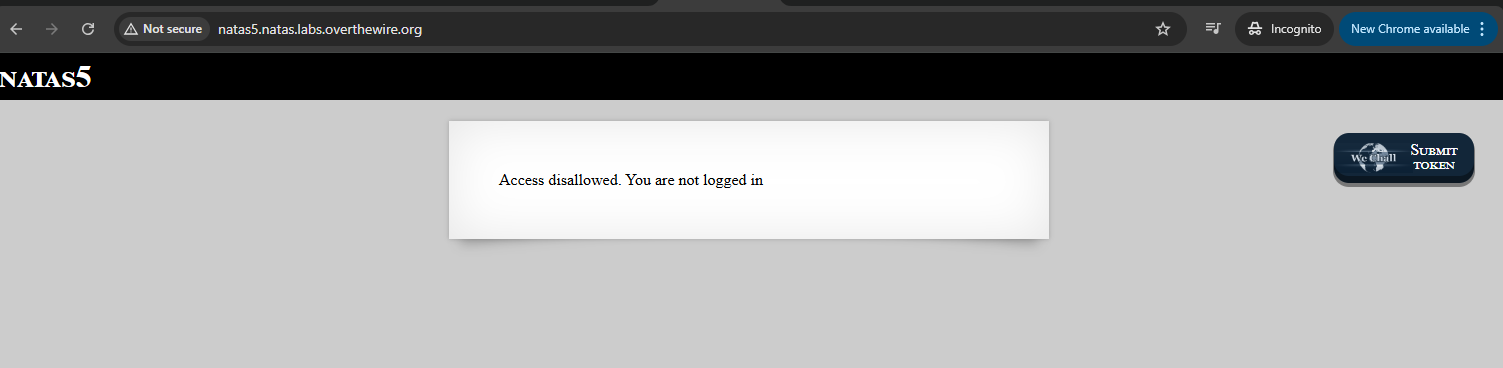 Not secure
natas5.natas.labs.overthewire.org
Incognito
New Chrome available
NATAS5
Access disallowed. You are not logged in
We Chall
Submit
token